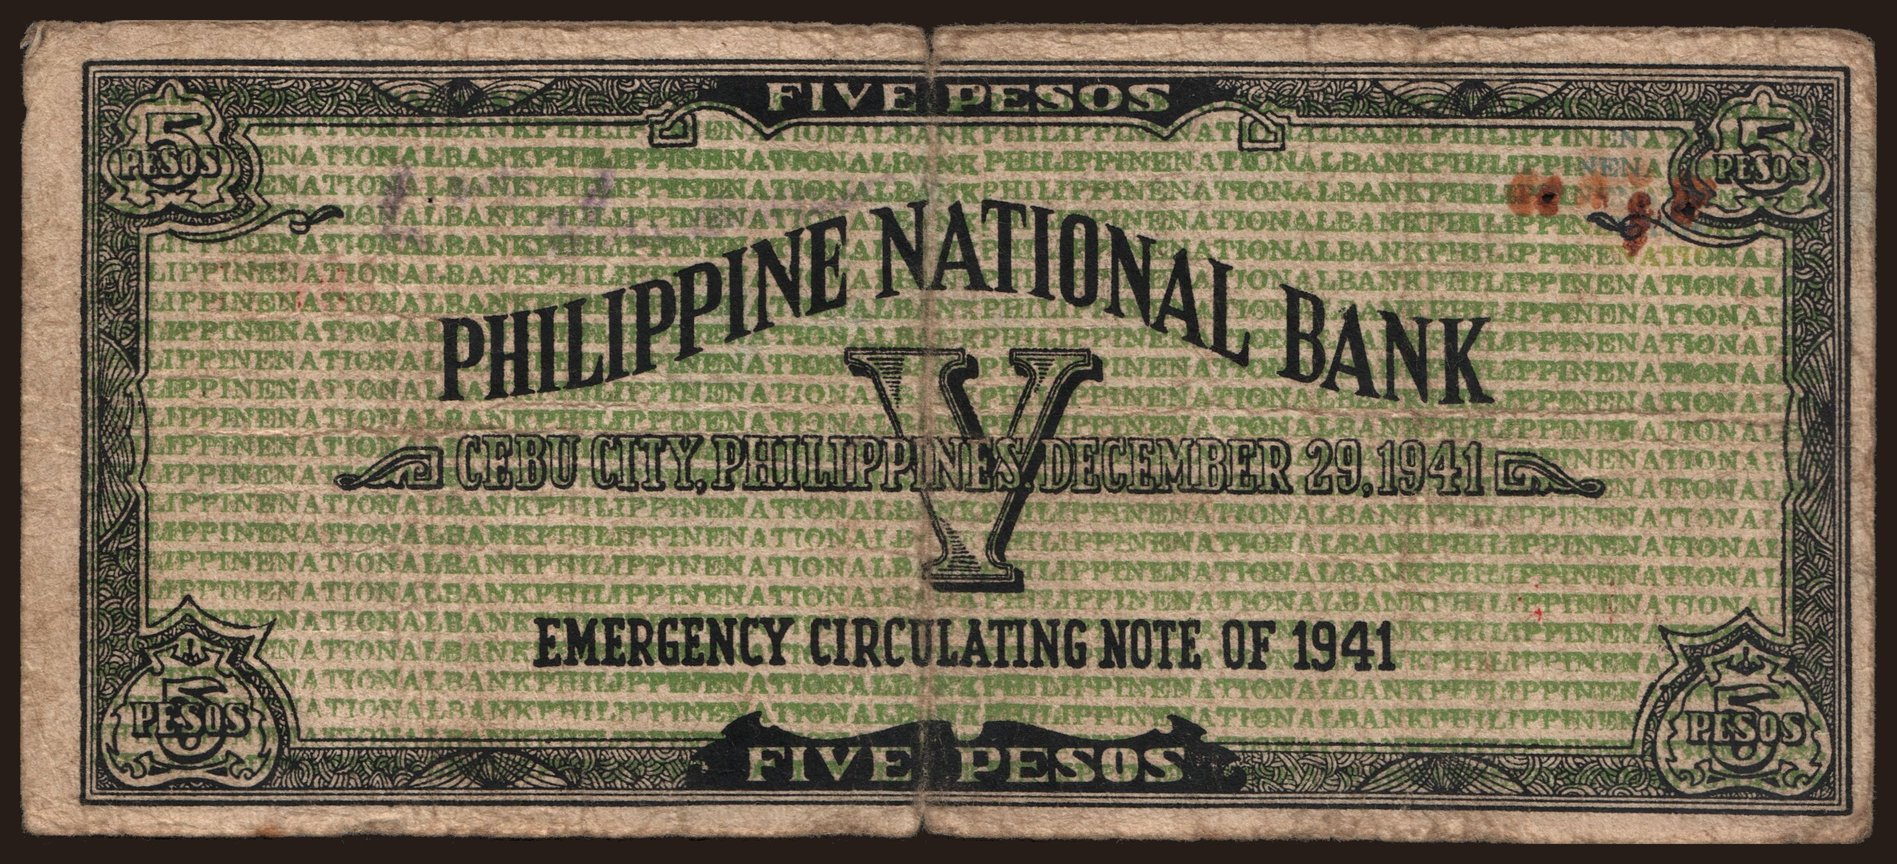 FIVE PESOS
5 PESOS
5 PESOS
PHILIPPINE NATIONAL BANK
V
CEBU CITY, PHILIPPINES. DECEMBER 29, 1941
EMERGENCY CIRCULATING NOTE OF 1941
5 PESOS
5 PESOS
FIVE PESOS